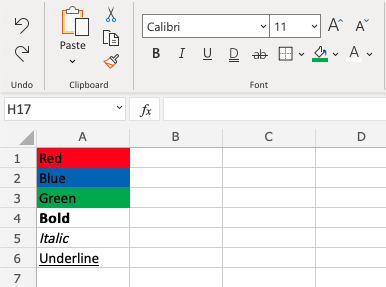 Calibri 11 A A
Paste
B I U D ab A
Undo Clipboard Font
H17 fx
A B C D
1 Red
2 Blue
3 Green
4 Bold
5 Italic
6 Underline
7